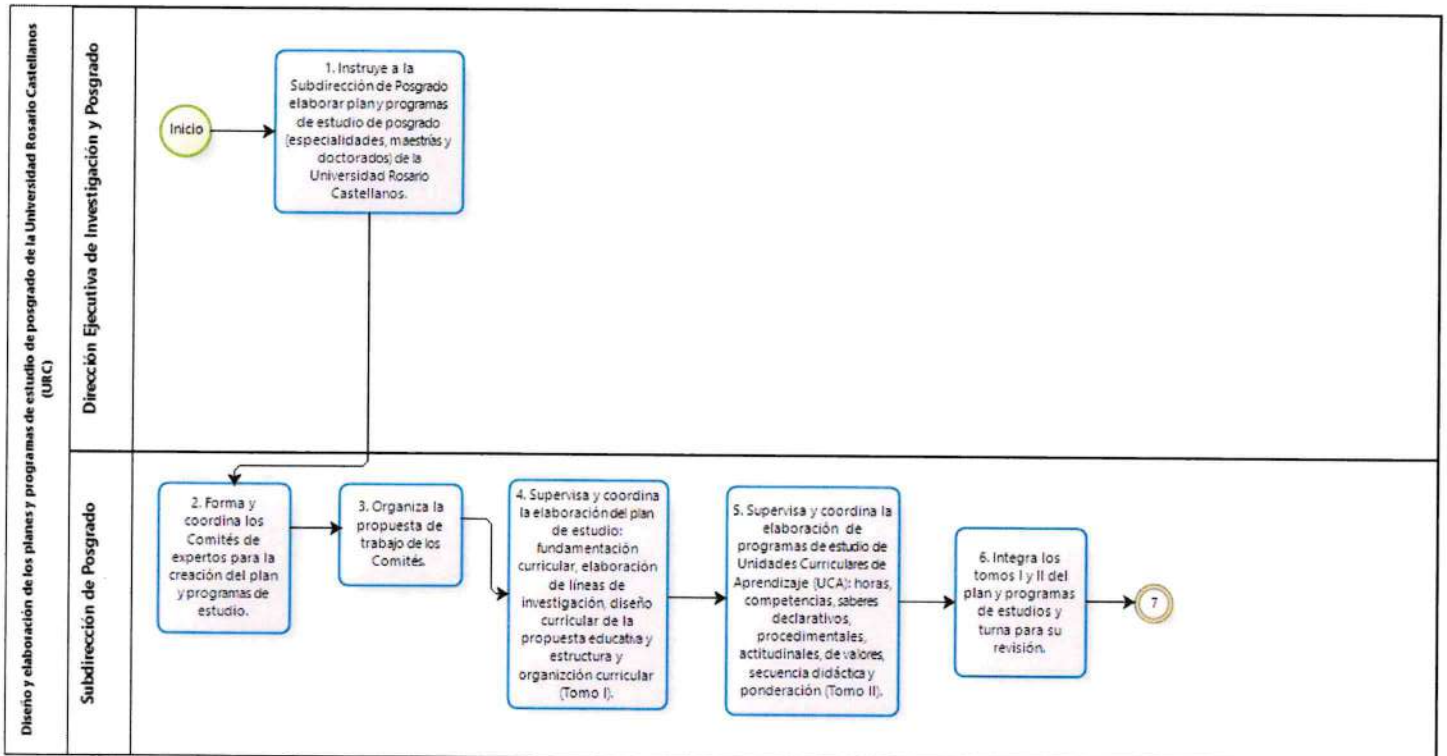 Diseño y elaboración de los planes y programas de estudio de posgrado de la Universidad Rosario Castellanos
(URC)
Dirección Ejecutiva de Investigación y Posgrado
Inicio
1. Instruye a la
Subdirección de Posgrado
elaborar plan y programas
de estudio de posgrado
(especialidades, maestrías y
doctorados) de la
Universidad Rosario
Castellanos.
Subdirección de Posgrado
2. Forma y
coordina los
Comités de
expertos para la
creación del plan
y programas de
estudio.
3. Organiza la
propuesta de
trabajo de los
Comités.
4. Supervisa y coordina
la elaboración del plan
de estudio:
fundamentación
curricular, elaboración
de líneas de
investigación, diseño
curricular de la
propuesta educativa y
estructura y
organizción curricular
(Tomo I).
5. Supervisa y coordina la
elaboración de
programas de estudio de
Unidades Curriculares de
Aprendizaje (UCA): horas,
competencias, saberes
declarativos,
procedimentales,
actitudinales, de valores,
secuencia didáctica y
ponderación (Tomo II).
6. Integra los
tomos I y II del
plan y programas
de estudios y
turna para su
revisión.
7